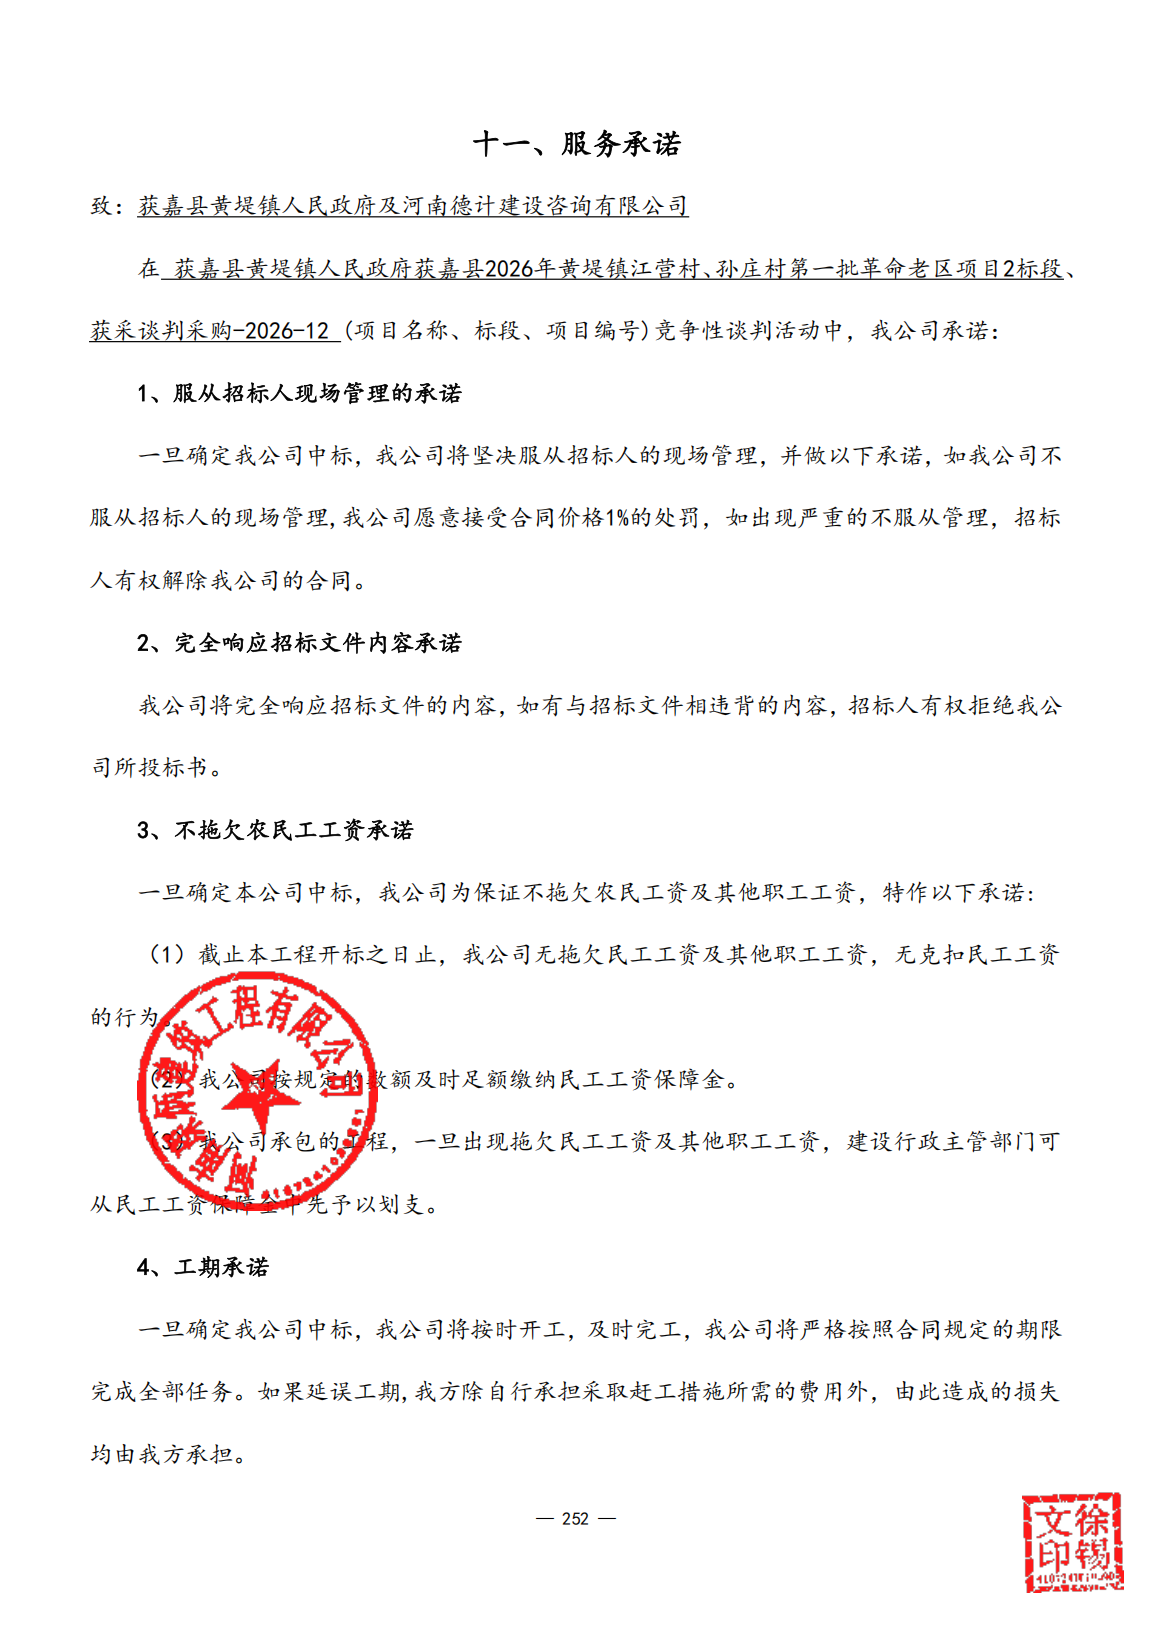 十一、服务承诺
致：获嘉县黄堤镇人民政府及河南德计建设咨询有限公司
在 获嘉县黄堤镇人民政府获嘉县2026年黄堤镇江营村、孙庄村第一批革命老区项目2标段、
获采谈判采购-2026-12 (项目名称、标段、项目编号)竞争性谈判活动中，我公司承诺：
1、服从招标人现场管理的承诺
一旦确定我公司中标，我公司将坚决服从招标人的现场管理，并做以下承诺，如我公司不
服从招标人的现场管理,我公司愿意接受合同价格1%的处罚，如出现严重的不服从管理，招标
人有权解除我公司的合同。
2、完全响应招标文件内容承诺
我公司将完全响应招标文件的内容，如有与招标文件相违背的内容，招标人有权拒绝我公
司所投标书。
3、不拖欠农民工工资承诺
一旦确定本公司中标，我公司为保证不拖欠农民工资及其他职工工资，特作以下承诺：
（1）截止本工程开标之日止，我公司无拖欠民工工资及其他职工工资，无克扣民工工资
的行为。
（2）我公司按规定的数额及时足额缴纳民工工资保障金。
（3）我公司承包的工程，一旦出现拖欠民工工资及其他职工工资，建设行政主管部门可
从民工工资保障金中先予以划支。
4、工期承诺
一旦确定我公司中标，我公司将按时开工，及时完工，我公司将严格按照合同规定的期限
完成全部任务。如果延误工期,我方除自行承担采取赶工措施所需的费用外，由此造成的损失
均由我方承担。
— 252 —
建筑工程有限公司
徐锡
文印